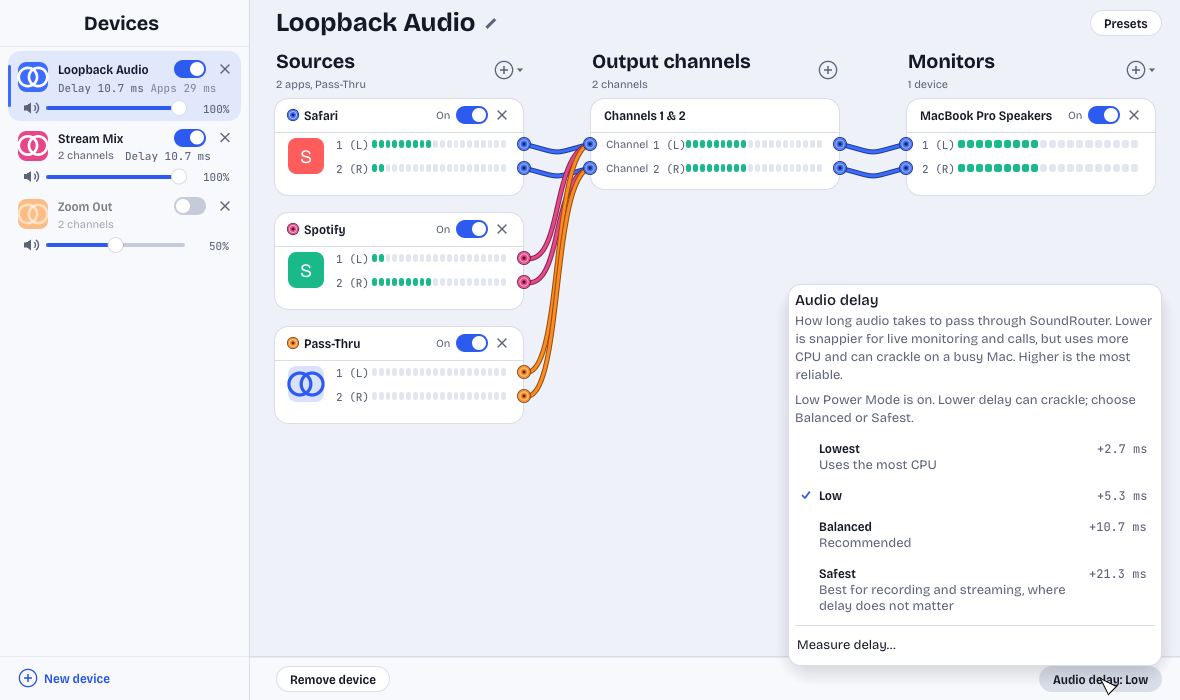 Devices
Loopback Audio
Delay 10.7 ms Apps 29 ms
100%
Stream Mix
2 channels Delay 10.7 ms
100%
Zoom Out
2 channels
50%
New device
Loopback Audio
Presets
Sources
2 apps, Pass-Thru
Output channels
2 channels
Monitors
1 device
Safari On
S
1 (L)
2 (R)
Spotify On
S
1 (L)
2 (R)
Pass-Thru On
1 (L)
2 (R)
Channels 1 & 2
Channel 1 (L)
Channel 2 (R)
MacBook Pro Speakers On
1 (L)
2 (R)
Audio delay
How long audio takes to pass through SoundRouter. Lower
is snappier for live monitoring and calls, but uses more
CPU and can crackle on a busy Mac. Higher is the most
reliable.
Low Power Mode is on. Lower delay can crackle; choose
Balanced or Safest.
Lowest +2.7 ms
Uses the most CPU
Low +5.3 ms
Balanced +10.7 ms
Recommended
Safest +21.3 ms
Best for recording and streaming, where
delay does not matter
Measure delay...
Remove device
Audio delay: Low